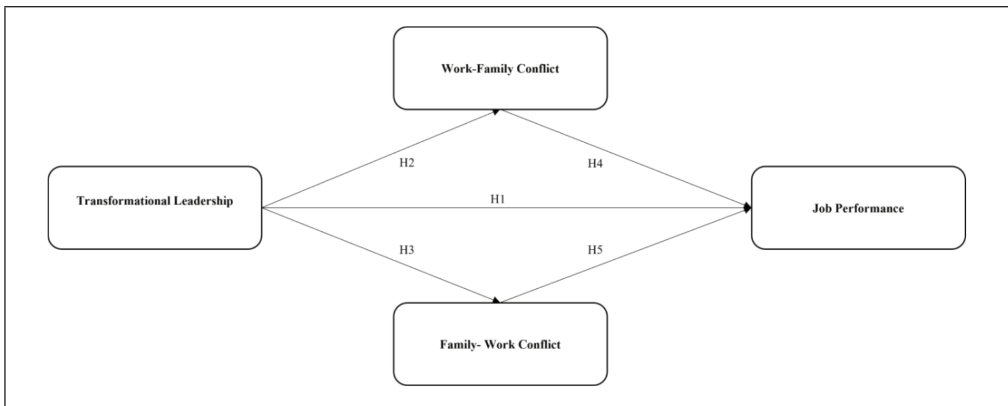 Work-Family Conflict
H2
H4
Transformational Leadership
H1
Job Performance
H3
H5
Family- Work Conflict